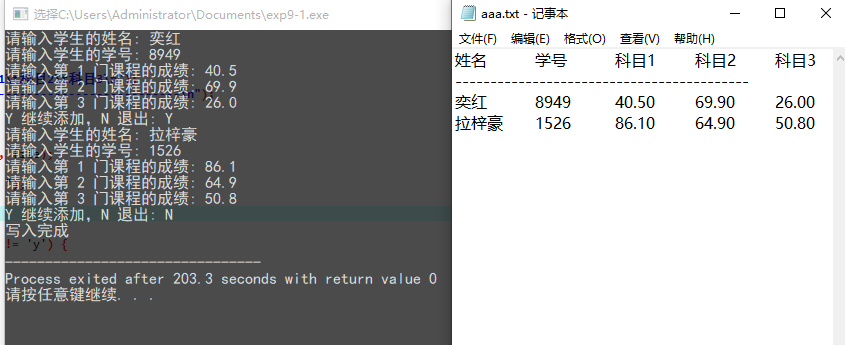 选择C:\Users\Administrator\Documents\exp9-1.exe
请输入学生的姓名: 奕红
请输入学生的学号: 8949
请输入第 1 门课程的成绩: 40.5
请输入第 2 门课程的成绩: 69.9
请输入第 3 门课程的成绩: 26.0
Y 继续添加, N 退出: Y
请输入学生的姓名: 拉梓豪
请输入学生的学号: 1526
请输入第 1 门课程的成绩: 86.1
请输入第 2 门课程的成绩: 64.9
请输入第 3 门课程的成绩: 50.8
Y 继续添加, N 退出: N
写入完成
!= 'y') {
--------------------------------
Process exited after 203.3 seconds with return value 0
请按任意键继续. . .
aaa.txt - 记事本
文件(F) 编辑(E) 格式(O) 查看(V) 帮助(H)
姓名 学号 科目1 科目2 科目3
------------------------------------------
奕红 8949 40.50 69.90 26.00
拉梓豪 1526 86.10 64.90 50.80